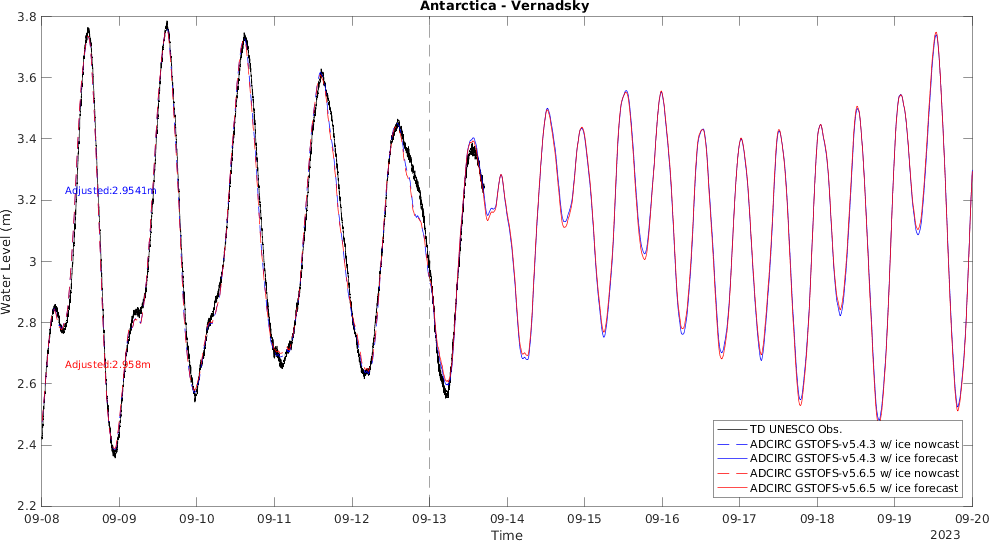 Antarctica - Vernadsky
3.8
3.6
3.4
3.2
3
2.8
2.6
2.4
2.2
Water Level (m)
Adjusted:2.9541m
Adjusted:2.958m
TD UNESCO Obs.
ADCIRC GSTOFS-v5.4.3 w/ ice nowcast
ADCIRC GSTOFS-v5.4.3 w/ ice forecast
ADCIRC GSTOFS-v5.6.5 w/ ice nowcast
ADCIRC GSTOFS-v5.6.5 w/ ice forecast
09-08 09-09 09-10 09-11 09-12 09-13 09-14 09-15 09-16 09-17 09-18 09-19 09-20
Time
2023